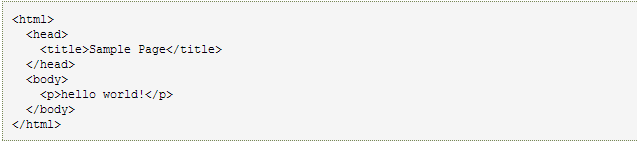 <html>
  <head>
    <title>Sample Page</title>
  </head>
  <body>
    <p>hello world!</p>
  </body>
</html>